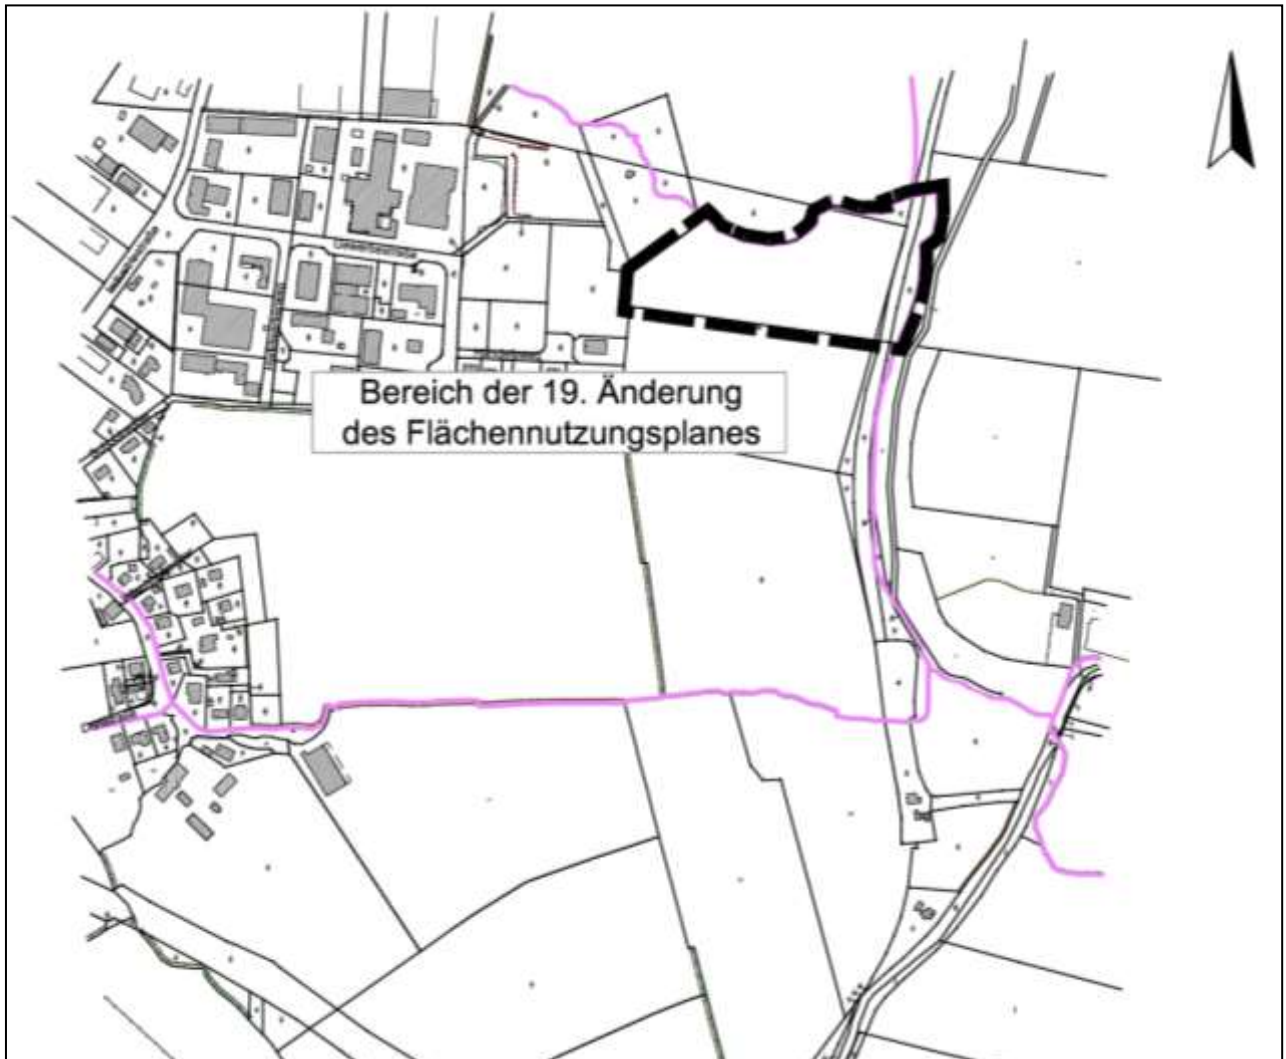 Bereich der 19. Änderung
des Flächennutzungsplanes